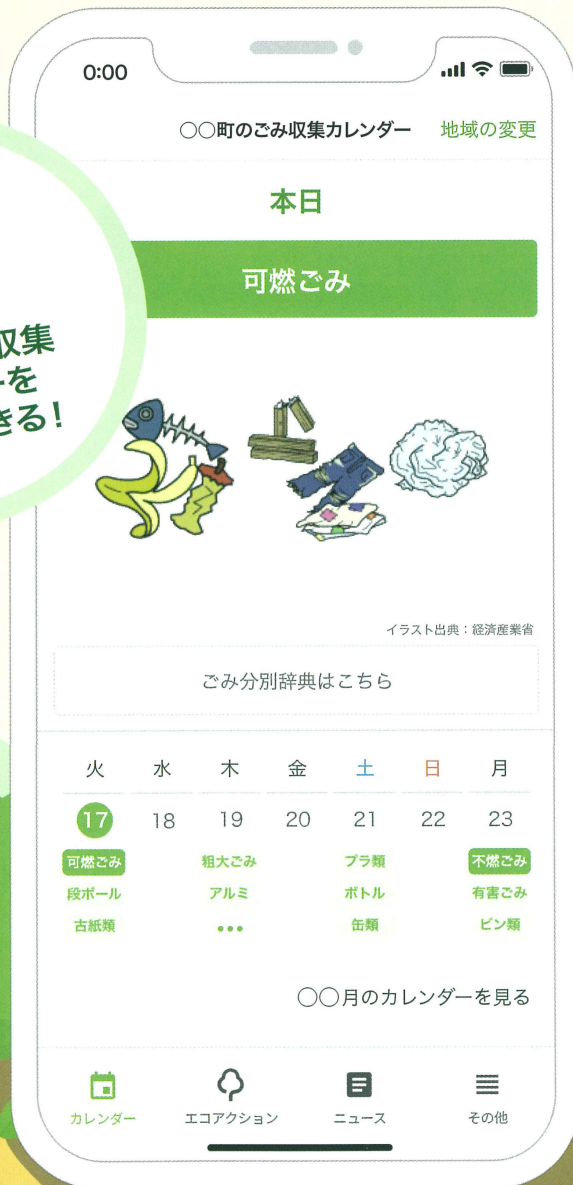 0:00
○○町のごみ収集カレンダー 地域の変更
本日
可燃ごみ
収集
を
きる!
イラスト出典：経済産業省
ごみ分別辞典はこちら
火 水 木 金 土 日 月
17 18 19 20 21 22 23
可燃ごみ 粗大ごみ プラ類 不燃ごみ
段ボール アルミ ボトル 有害ごみ
古紙類 ••• 缶類 ビン類
○○月のカレンダーを見る
カレンダー エコアクション ニュース その他